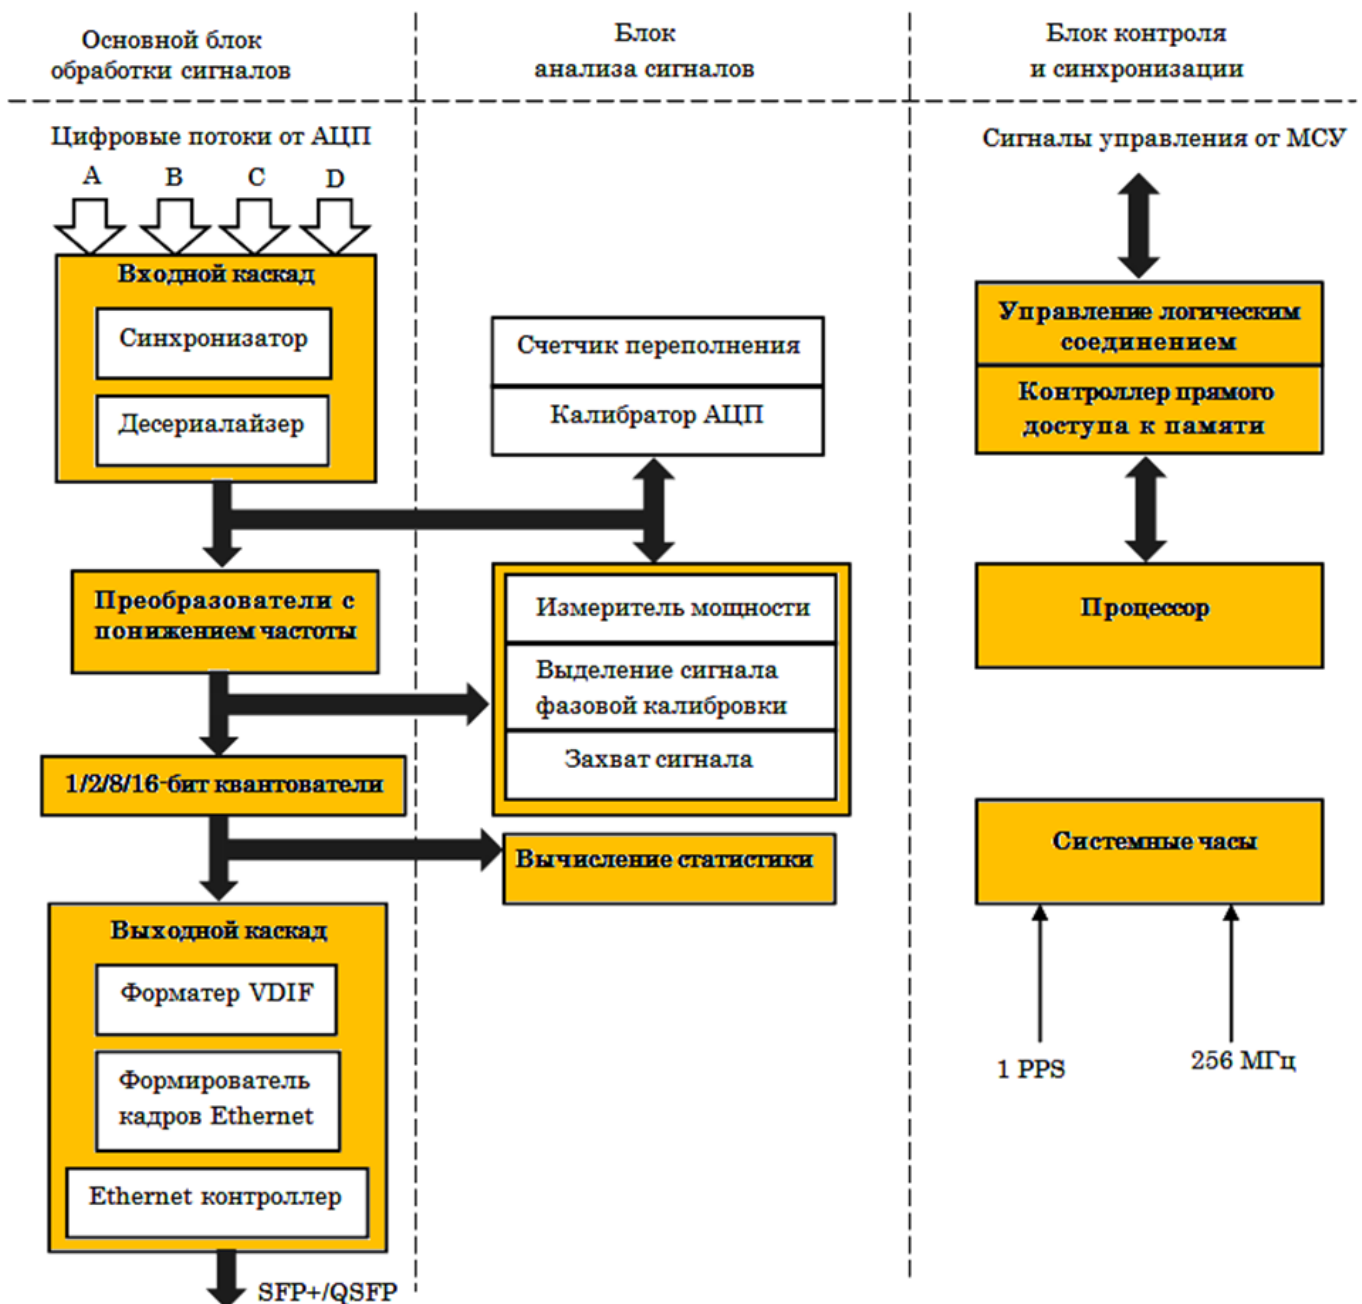 Основной блок
обработки сигналов
Блок
анализа сигналов
Блок контроля
и синхронизации
Цифровые потоки от АЦП
A B C D
Входной каскад
Синхронизатор
Десериалайзер
Преобразователи с
понижением частоты
1/2/8/16-бит квантователи
Выходной каскад
Форматер VDIF
Формирователь
кадров Ethernet
Ethernet контроллер
SFP+/QSFP
Счетчик переполнения
Калибратор АЦП
Измеритель мощности
Выделение сигнала
фазовой калибровки
Захват сигнала
Вычисление статистики
Сигналы управления от МСУ
Управление логическим
соединением
Контроллер прямого
доступа к памяти
Процессор
Системные часы
1 PPS
256 МГц